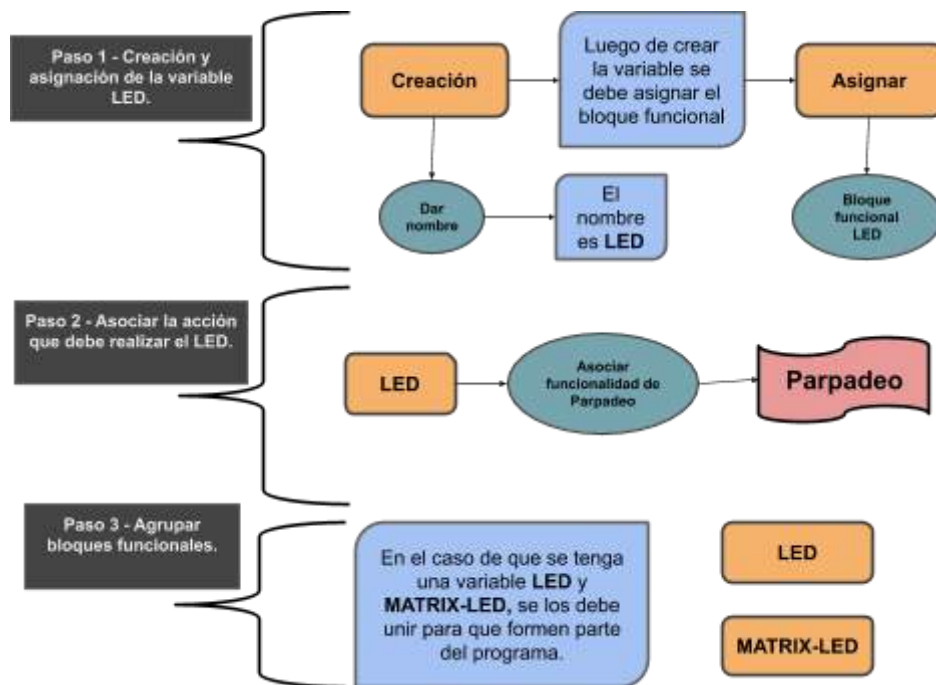 Paso 1 - Creación y
asignación de la variable
LED.
Creación
Luego de crear
la variable se
debe asignar el
bloque funcional
Asignar
Dar
nombre
El
nombre
es LED
Bloque
funcional
LED
Paso 2 - Asociar la acción
que debe realizar el LED.
LED
Asociar
funcionalidad de
Parpadeo
Parpadeo
Paso 3 - Agrupar
bloques funcionales.
En el caso de que se tenga
una variable LED y
MATRIX-LED, se los debe
unir para que formen parte
del programa.
LED
MATRIX-LED